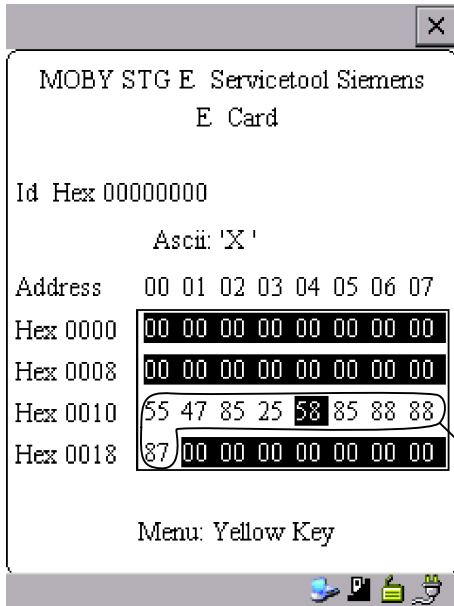 MOBY STG E Servicetool Siemens
E Card
Id Hex 00000000
Ascii: 'X '
Address 00 01 02 03 04 05 06 07
Hex 0000 00 00 00 00 00 00 00 00
Hex 0008 00 00 00 00 00 00 00 00
Hex 0010 55 47 85 25 58 85 88 88
Hex 0018 87 00 00 00 00 00 00 00
Menu: Yellow Key